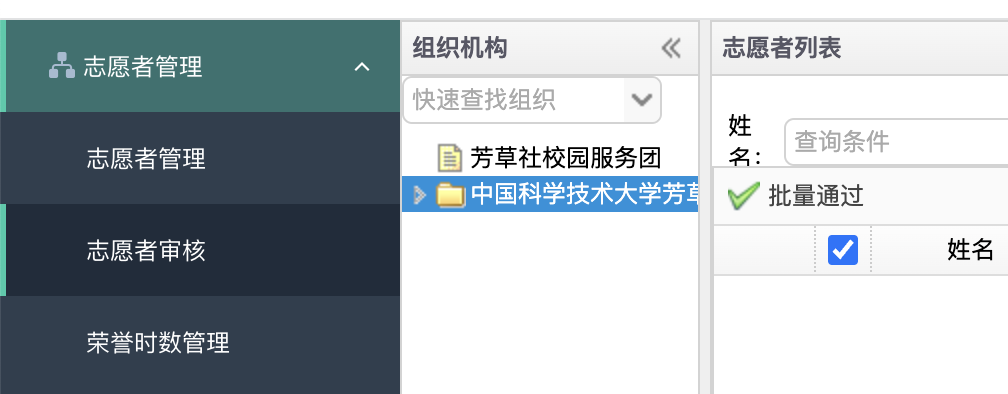 志愿者管理
志愿者管理
志愿者审核
荣誉时数管理
组织机构
快速查找组织
芳草社校园服务团
中国科学技术大学芳草
志愿者列表
姓
名:
查询条件
批量通过
姓名